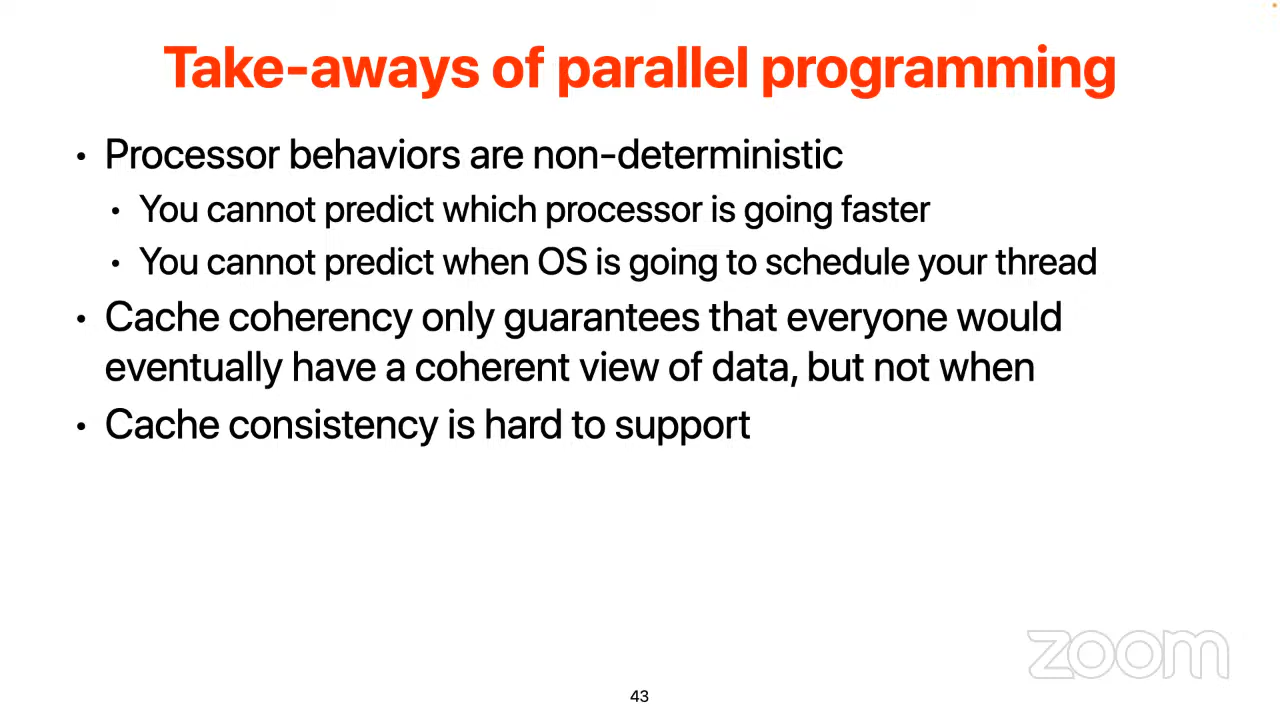 Take-aways of parallel programming
• Processor behaviors are non-deterministic
• You cannot predict which processor is going faster
• You cannot predict when OS is going to schedule your thread
• Cache coherency only guarantees that everyone would
eventually have a coherent view of data, but not when
• Cache consistency is hard to support
zoom
43